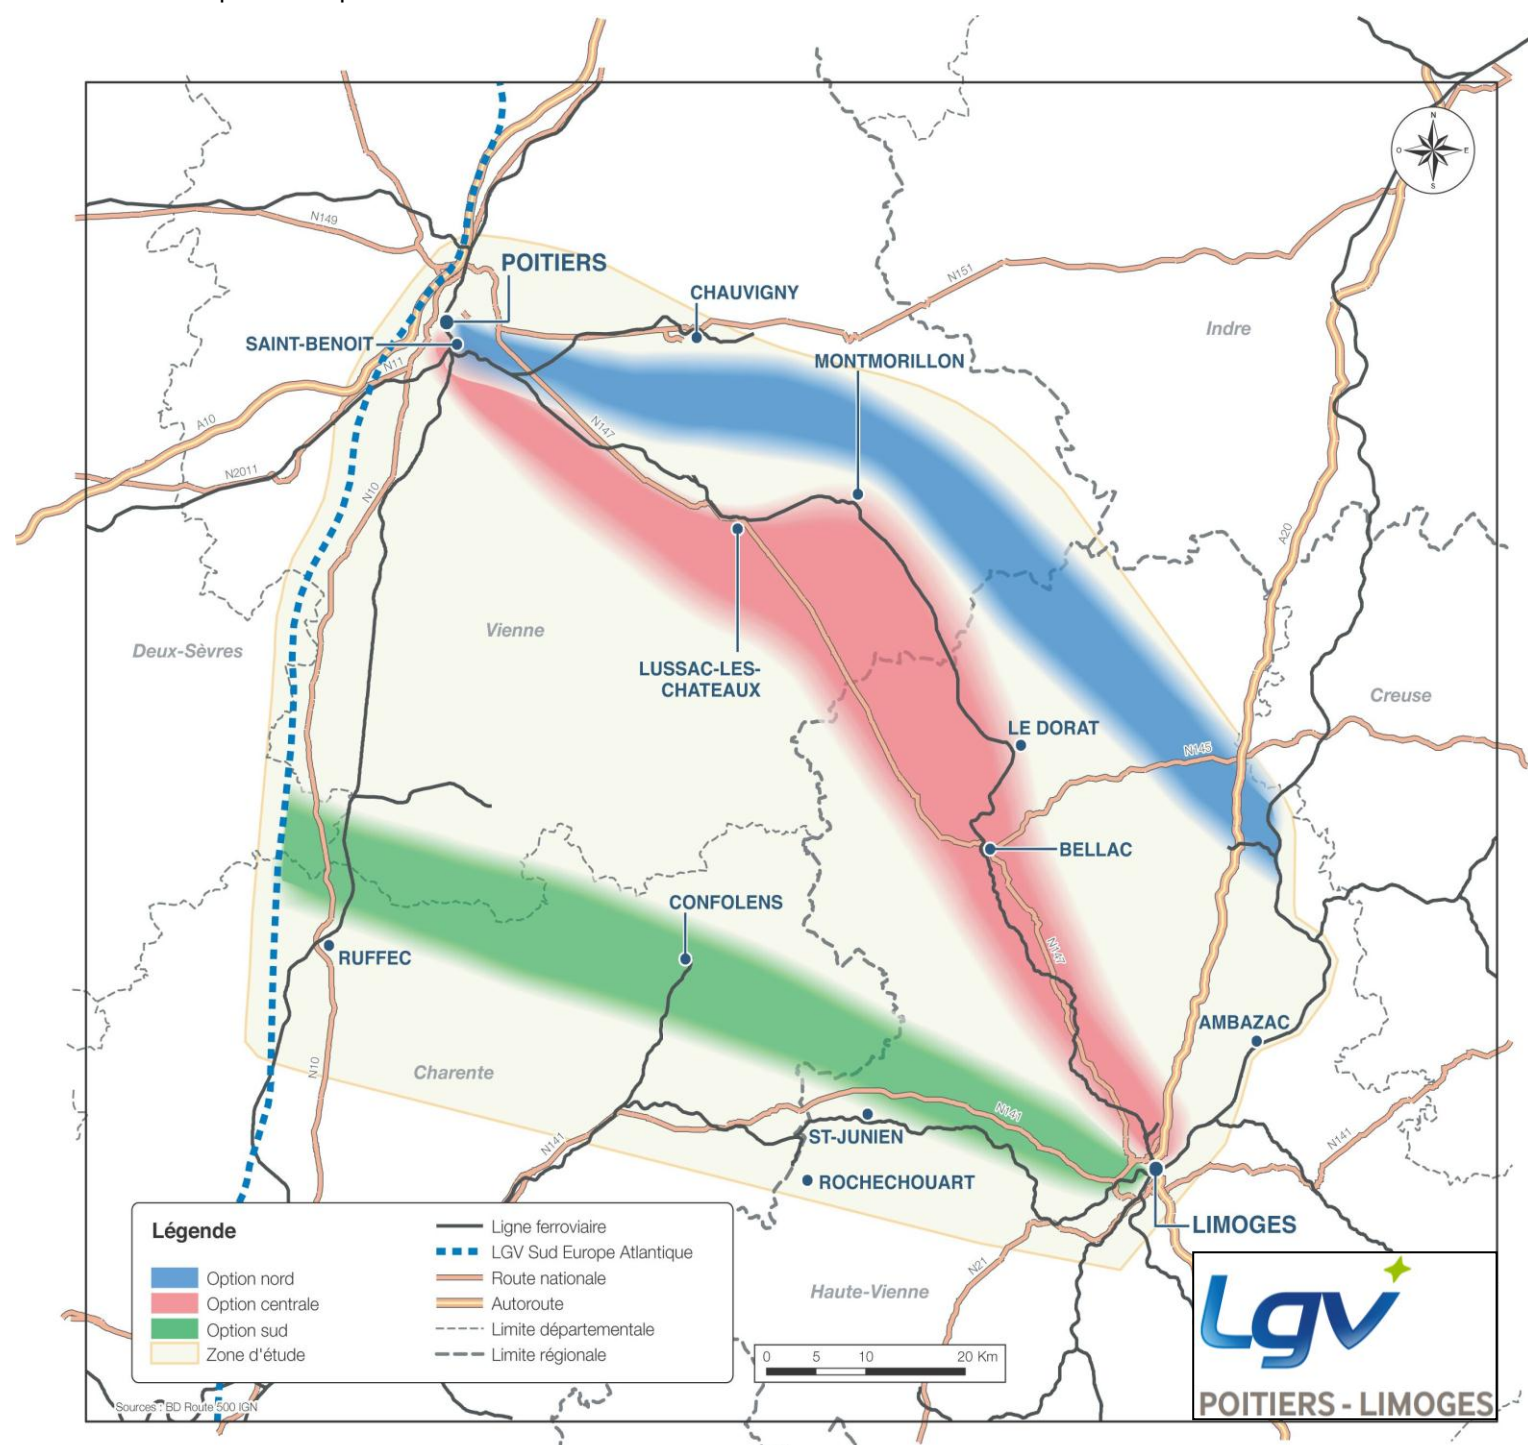 N
O
E
S
N149
POITIERS
N151
CHAUVIGNY
Indre
SAINT-BENOIT
N11
MONTMORILLON
A10
N147
N2011
N10
A20
Vienne
Deux-Sèvres
LUSSAC-LES-
CHATEAUX
Creuse
LE DORAT
N145
BELLAC
CONFOLENS
RUFFEC
N147
AMBAZAC
Charente
N10
N141
N141
N141
ST-JUNIEN
ROCHECHOUART
LIMOGES
N21
Haute-Vienne
Légende
Option nord
Option centrale
Option sud
Zone d'étude
Ligne ferroviaire
LGV Sud Europe Atlantique
Route nationale
Autoroute
Limite départementale
Limite régionale
0 5 10 20 Km
Lgv
POITIERS - LIMOGES
Sources : BD Route 500 IGN